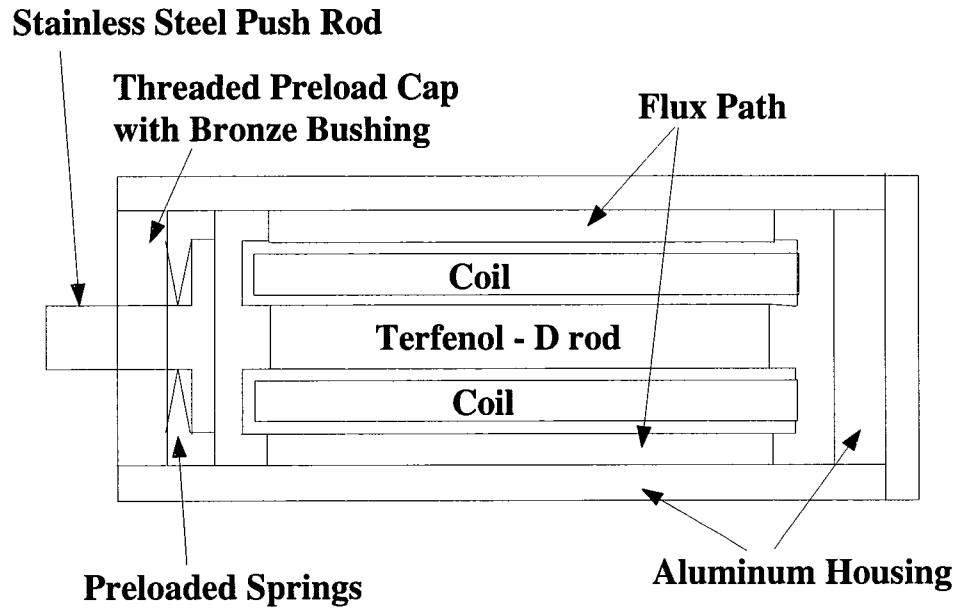 Stainless Steel Push Rod
Threaded Preload Cap
with Bronze Bushing
Flux Path
Coil
Terfenol - D rod
Coil
Preloaded Springs
Aluminum Housing